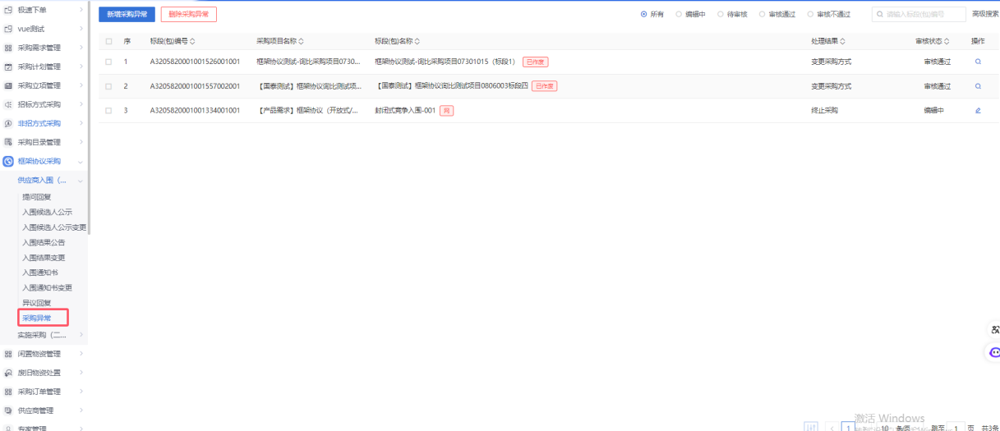 极速下单
vue测试
采购需求管理
采购计划管理
采购立项管理
招标方式采购
非招方式采购
采购目录管理
框架协议采购
供应商入围（...
提问回复
入围候选人公示
入围候选人公示变更
入围结果公告
入围结果变更
入围通知书
入围通知书变更
异议回复
采购异常
实施采购（二...
闲置物资管理
废旧物资处置
采购订单管理
供应商管理
专家管理
新增采购异常 删除采购异常 所有 编辑中 待审核 审核通过 审核不通过 请输入标段(包)编号 高级搜索
序 标段(包)编号 采购项目名称 标段(包)名称 处理结果 审核状态 操作
1 A3205820001001526001001 框架协议测试-询比采购项目0730... 框架协议测试-询比采购项目07301015（标段1） 已作废 变更采购方式 审核通过
2 A3205820001001557002001 【国泰测试】框架协议询比测试项... 【国泰测试】框架协议询比测试项目0806003标段四 已作废 变更采购方式 审核通过
3 A3205820001001334001001 【产品需求】框架协议（开放式/... 封闭式竞争入围-001 网 终止采购 编辑中
激活 Windows
1 10 条/页 跳至 1 页 共3条